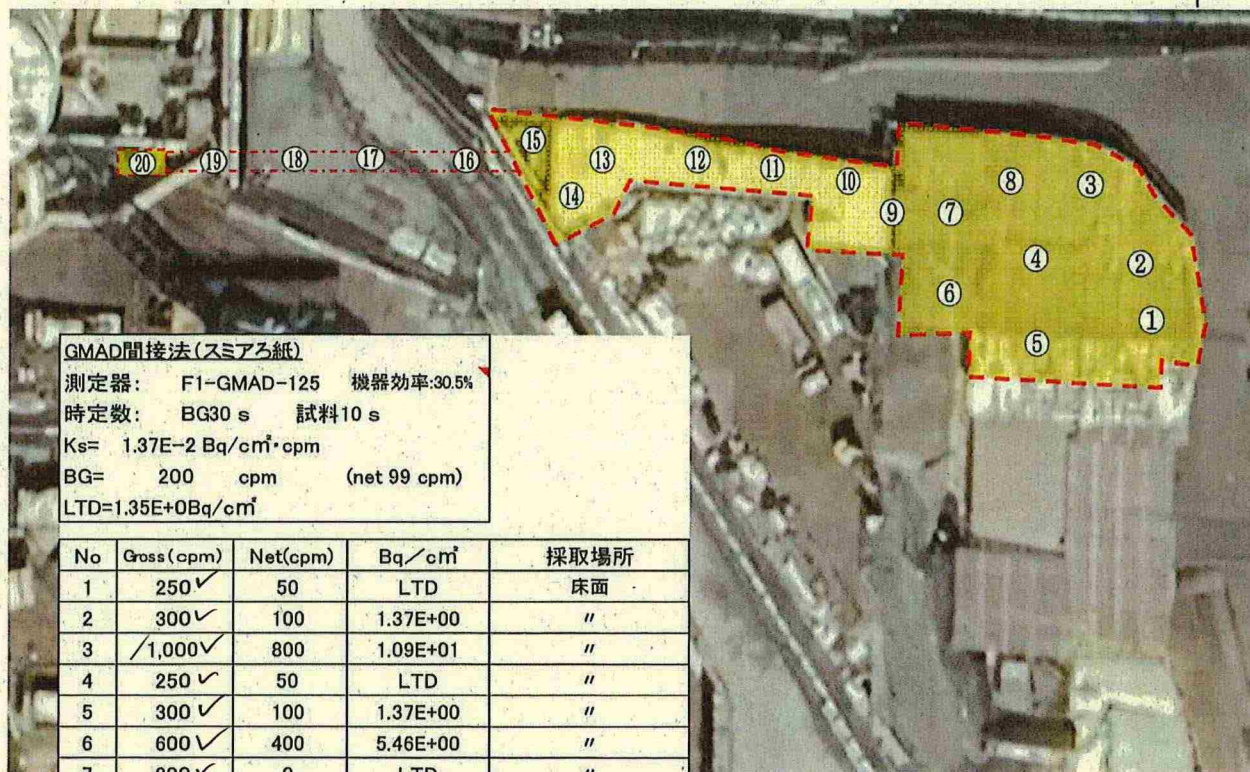 ⑮ ⑬ ⑫ ⑪ ⑩ ⑧ ③
⑳ ⑲ ⑱ ⑰ ⑯
⑭ ⑨ ⑦
④ ②
⑥ ①
⑤
GMAD間接法(スミアろ紙)
測定器: F1-GMAD-125 機器効率:30.5%
時定数: BG30 s 試料10 s
Ks= 1.37E-2 Bq/c㎡・cpm
BG= 200 cpm (net 99 cpm)
LTD=1.35E+0Bq/c㎡
No Gross(cpm) Net(cpm) Bq/c㎡ 採取場所
1 250✓ 50 LTD 床面
2 300✓ 100 1.37E+00 〃
3 /1,000✓ 800 1.09E+01 〃
4 250✓ 50 LTD 〃
5 300✓ 100 1.37E+00 〃
6 600✓ 400 5.46E+00 〃